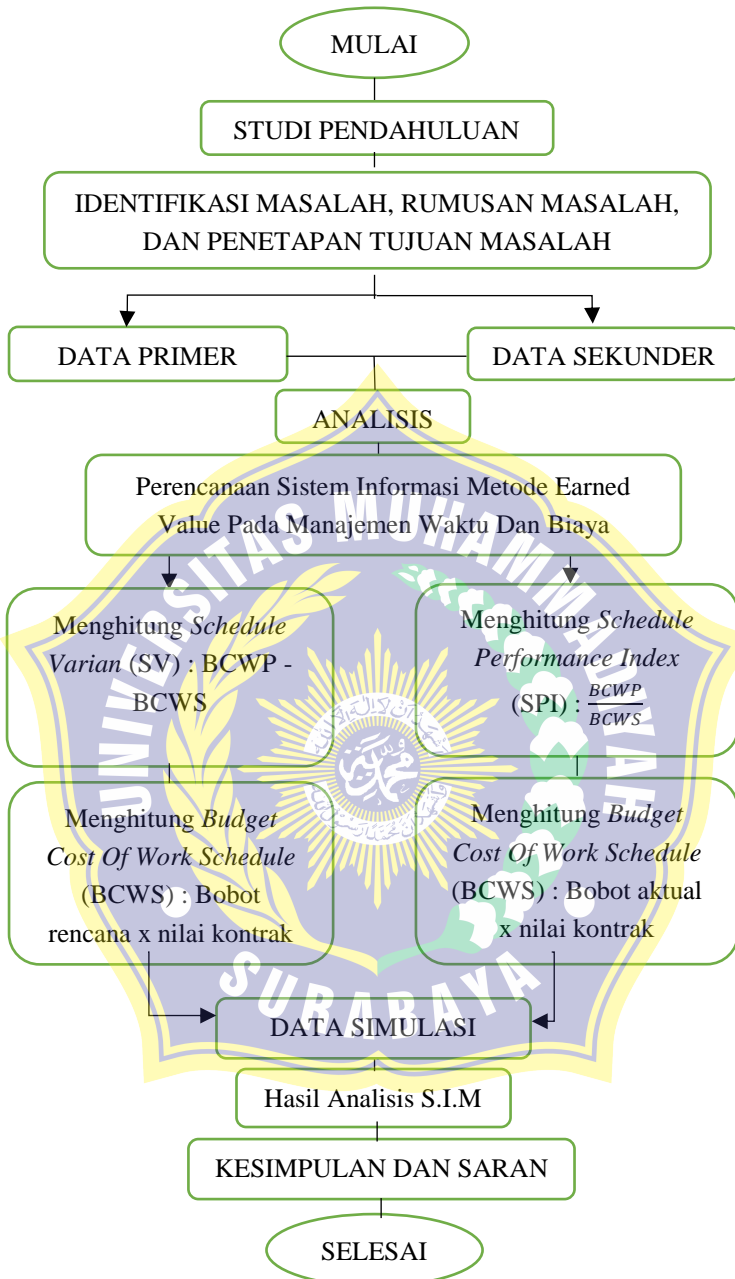 MULAI
STUDI PENDAHULUAN
IDENTIFIKASI MASALAH, RUMUSAN MASALAH,
DAN PENETAPAN TUJUAN MASALAH
DATA PRIMER
DATA SEKUNDER
ANALISIS
Perencanaan Sistem Informasi Metode Earned
Value Pada Manajemen Waktu Dan Biaya
Menghitung Schedule
Varian (SV) : BCWP -
BCWS
Menghitung Schedule
Performance Index
(SPI) : BCWP/BCWS
Menghitung Budget
Cost Of Work Schedule
(BCWS) : Bobot
rencana x nilai kontrak
Menghitung Budget
Cost Of Work Schedule
(BCWS) : Bobot aktual
x nilai kontrak
DATA SIMULASI
Hasil Analisis S.I.M
KESIMPULAN DAN SARAN
SELESAI
UNIVERSITAS MUHAMMADIYAH
SURABAYA